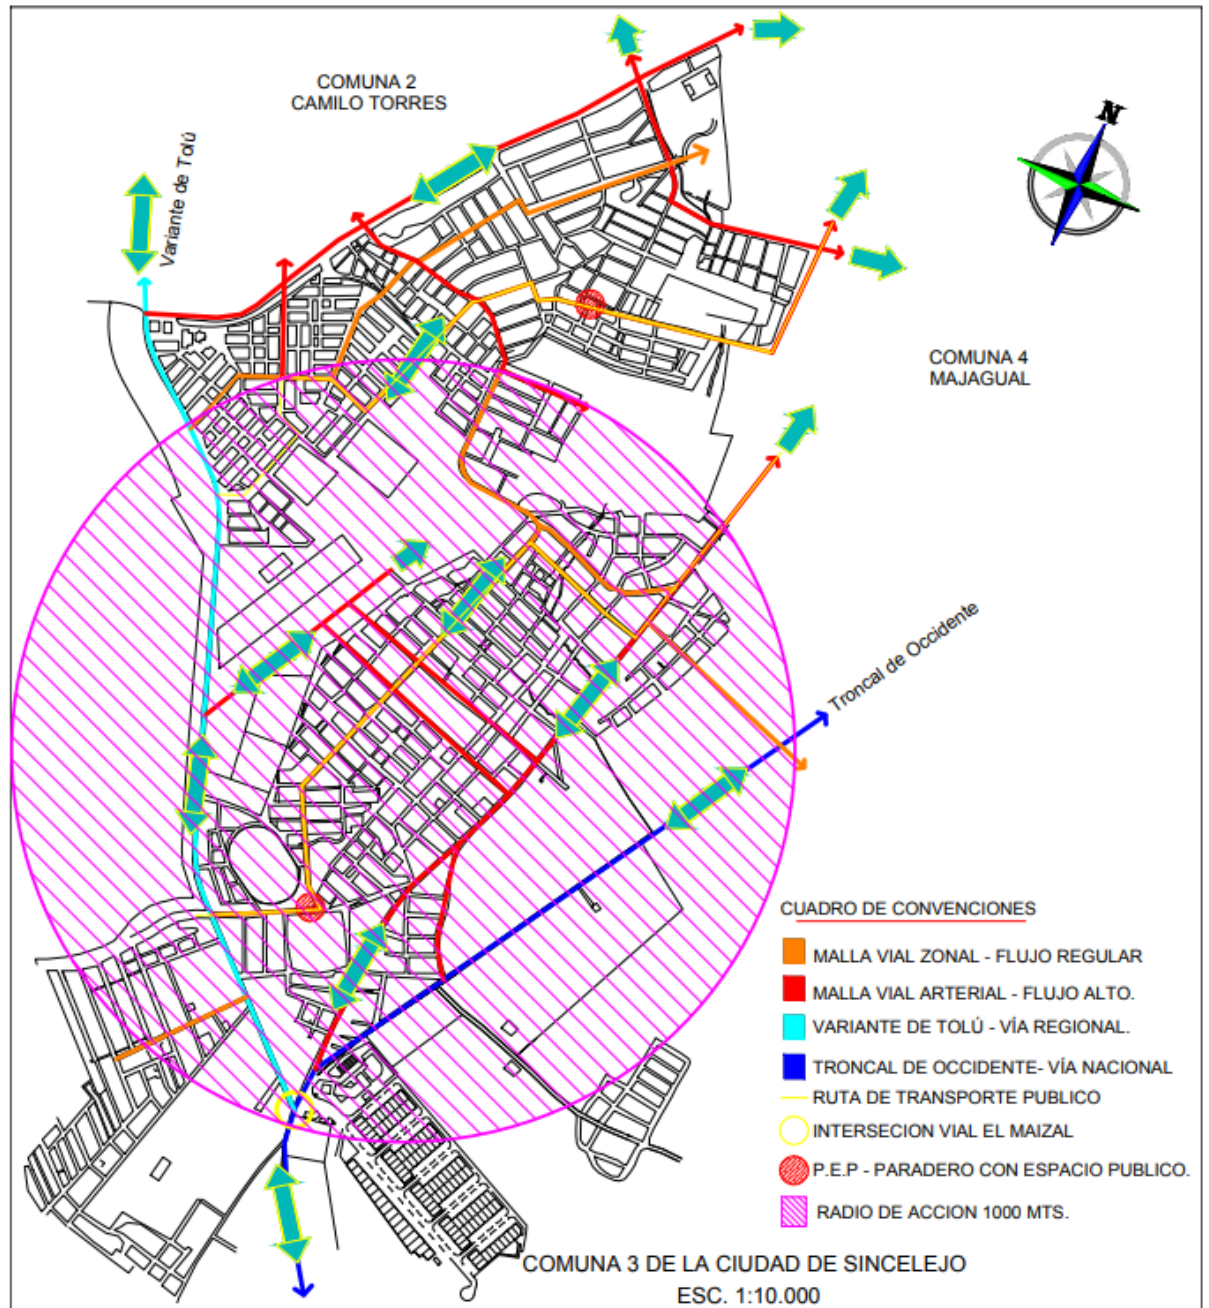 COMUNA 2
CAMILO TORRES
N
Variante de Tolú
COMUNA 4
MAJAGUAL
Troncal de Occidente
CUADRO DE CONVENCIONES
MALLA VIAL ZONAL - FLUJO REGULAR
MALLA VIAL ARTERIAL - FLUJO ALTO.
VARIANTE DE TOLÚ - VÍA REGIONAL.
TRONCAL DE OCCIDENTE- VÍA NACIONAL
RUTA DE TRANSPORTE PUBLICO
INTERSECION VIAL EL MAIZAL
P.E.P - PARADERO CON ESPACIO PUBLICO.
RADIO DE ACCION 1000 MTS.
COMUNA 3 DE LA CIUDAD DE SINCELEJO
ESC. 1:10.000